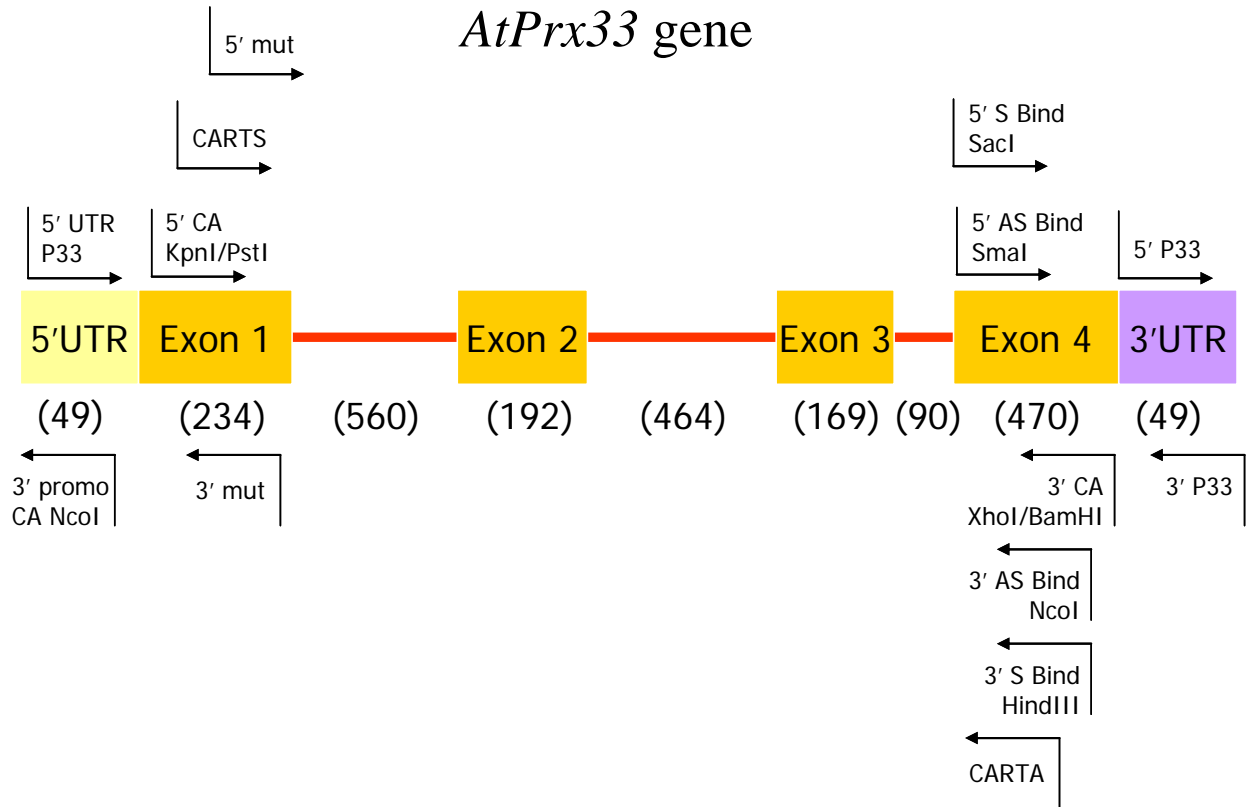 AtPrx33 gene
5' mut
CARTS
5' S Bind
SacI
5' UTR
P33
5' CA
KpnI/PstI
5' AS Bind
SmaI
5' P33
5'UTR
Exon 1
Exon 2
Exon 3
Exon 4
3'UTR
(49)
(234)
(560)
(192)
(464)
(169)
(90)
(470)
(49)
3' promo
CA NcoI
3' mut
3' CA
XhoI/BamHI
3' P33
3' AS Bind
NcoI
3' S Bind
HindIII
CARTA